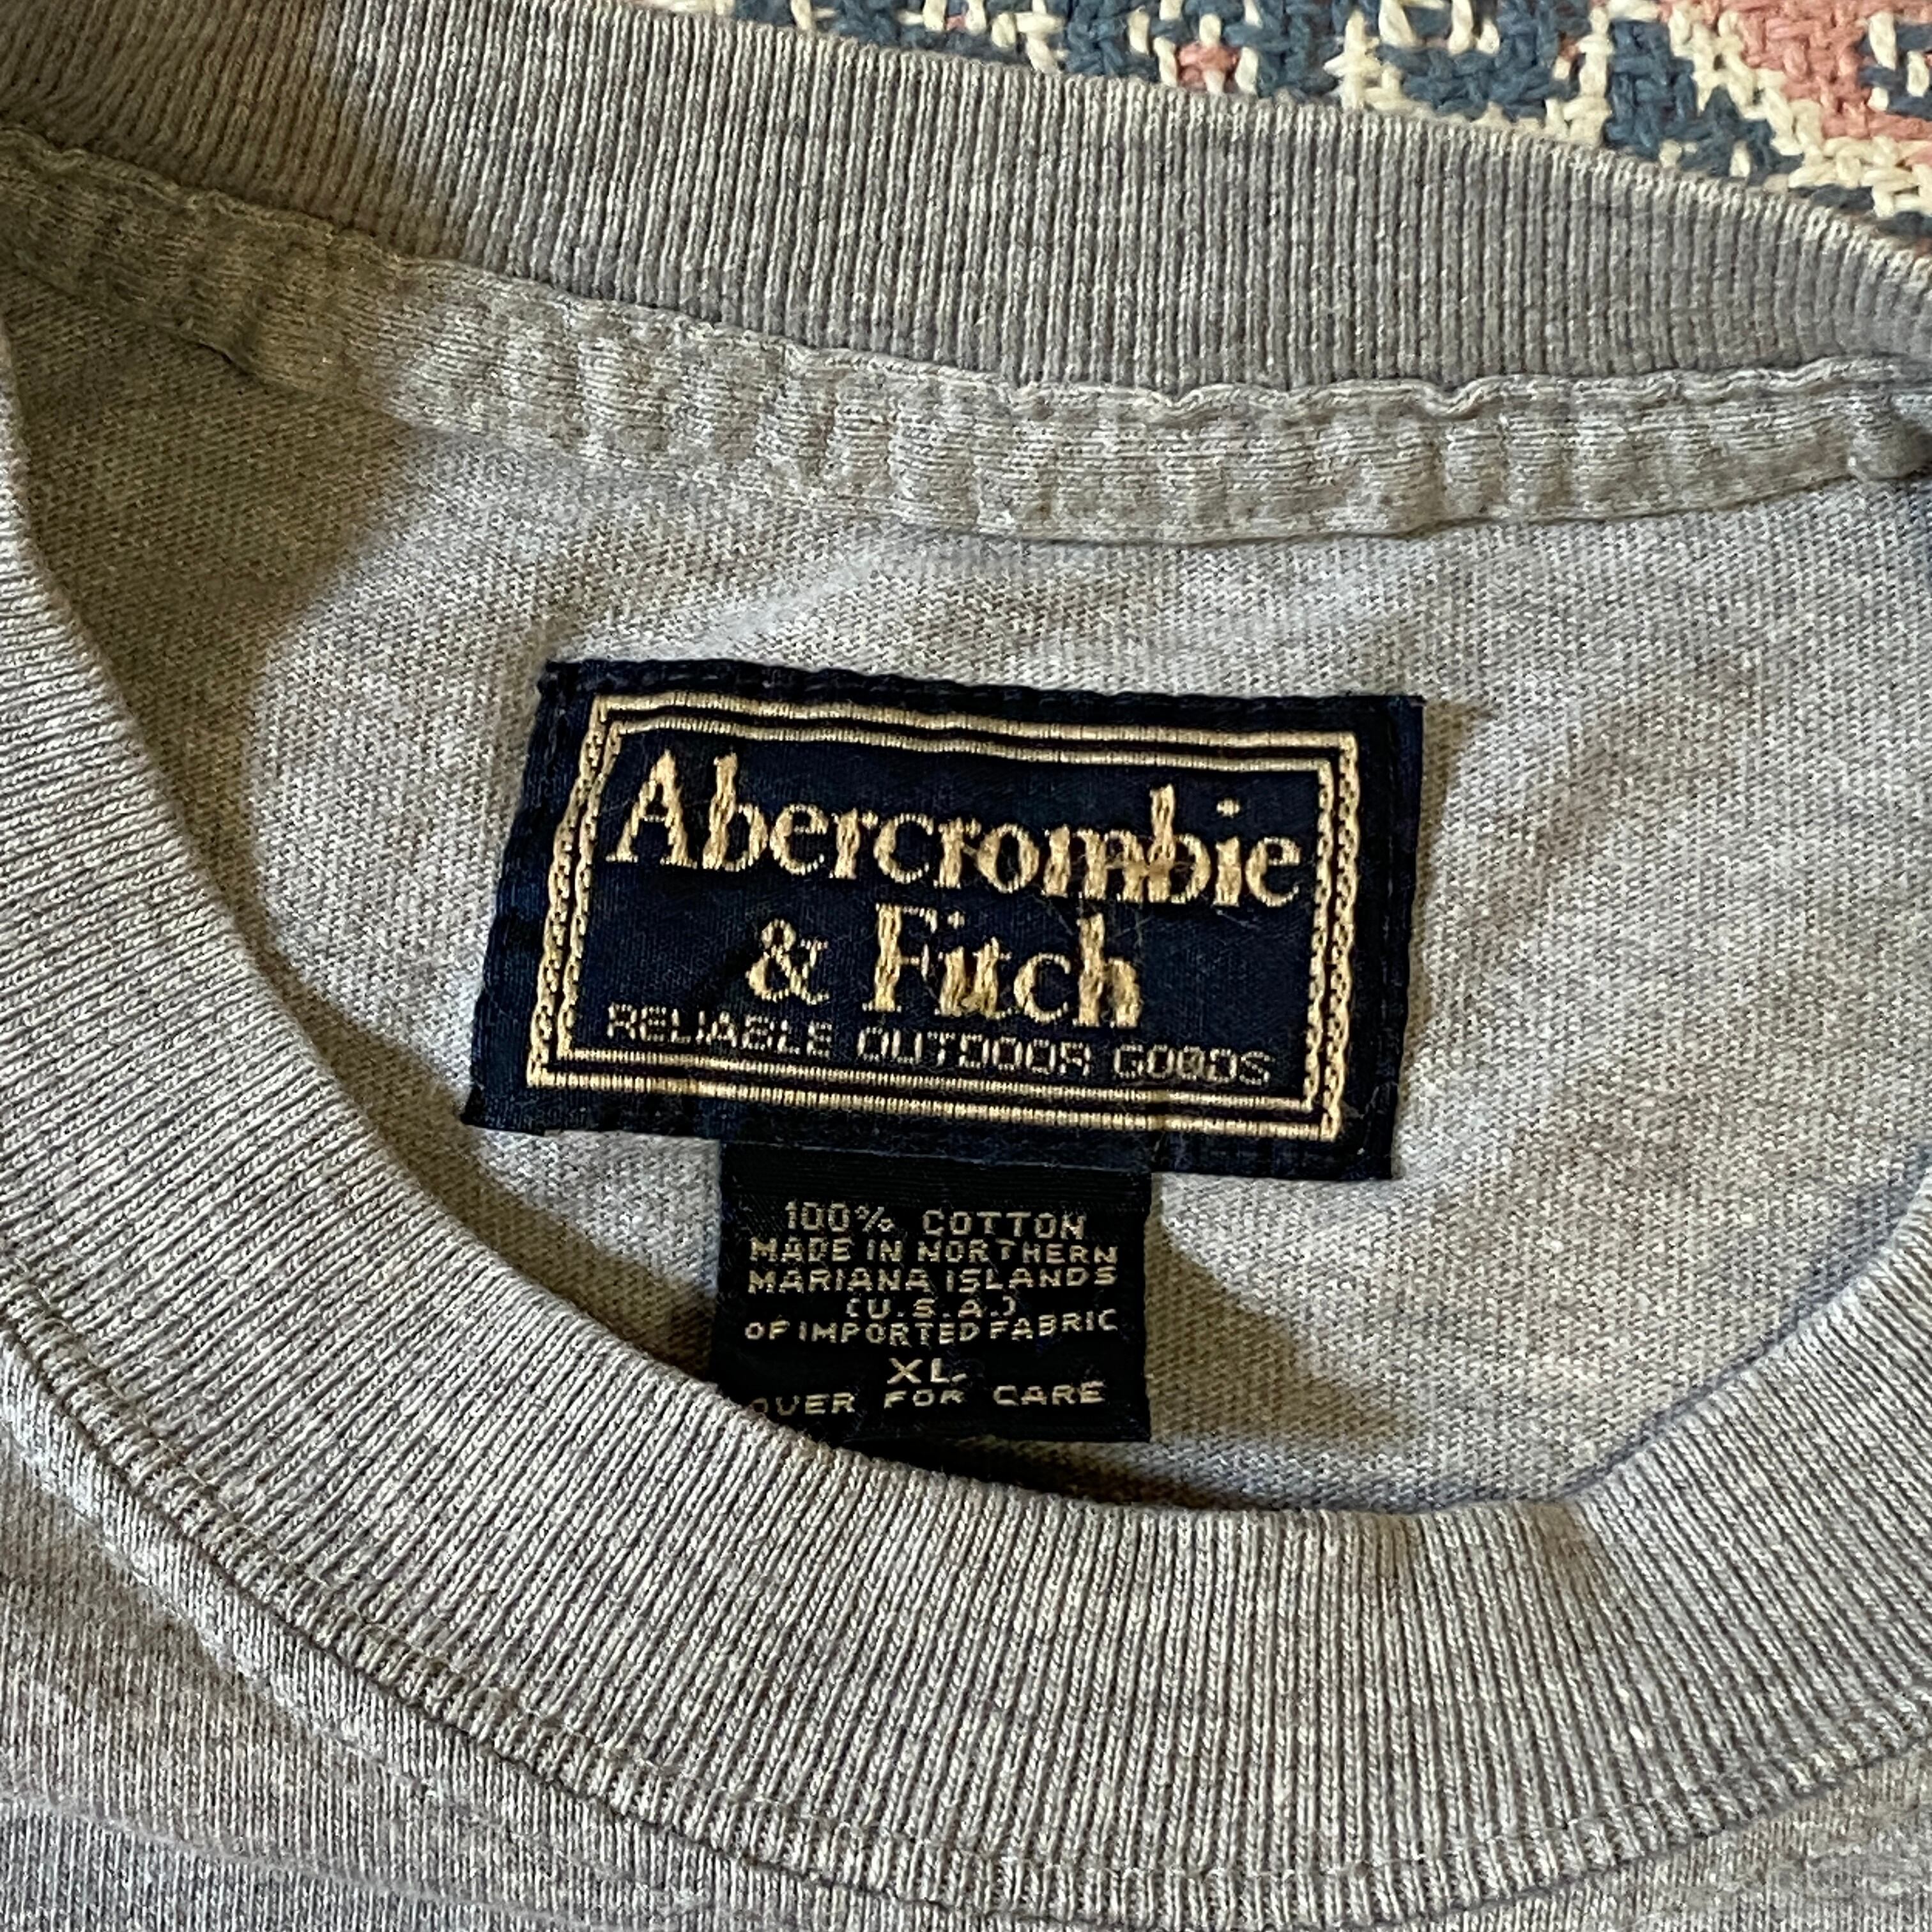 Abercrombie
& Fitch
RELIABLE OUTDOOR GOODS
100% COTTON
MADE IN NORTHERN
MARIANA ISLANDS
(U.S.A.)
OF IMPORTED FABRIC
XL
OVER FOR CARE